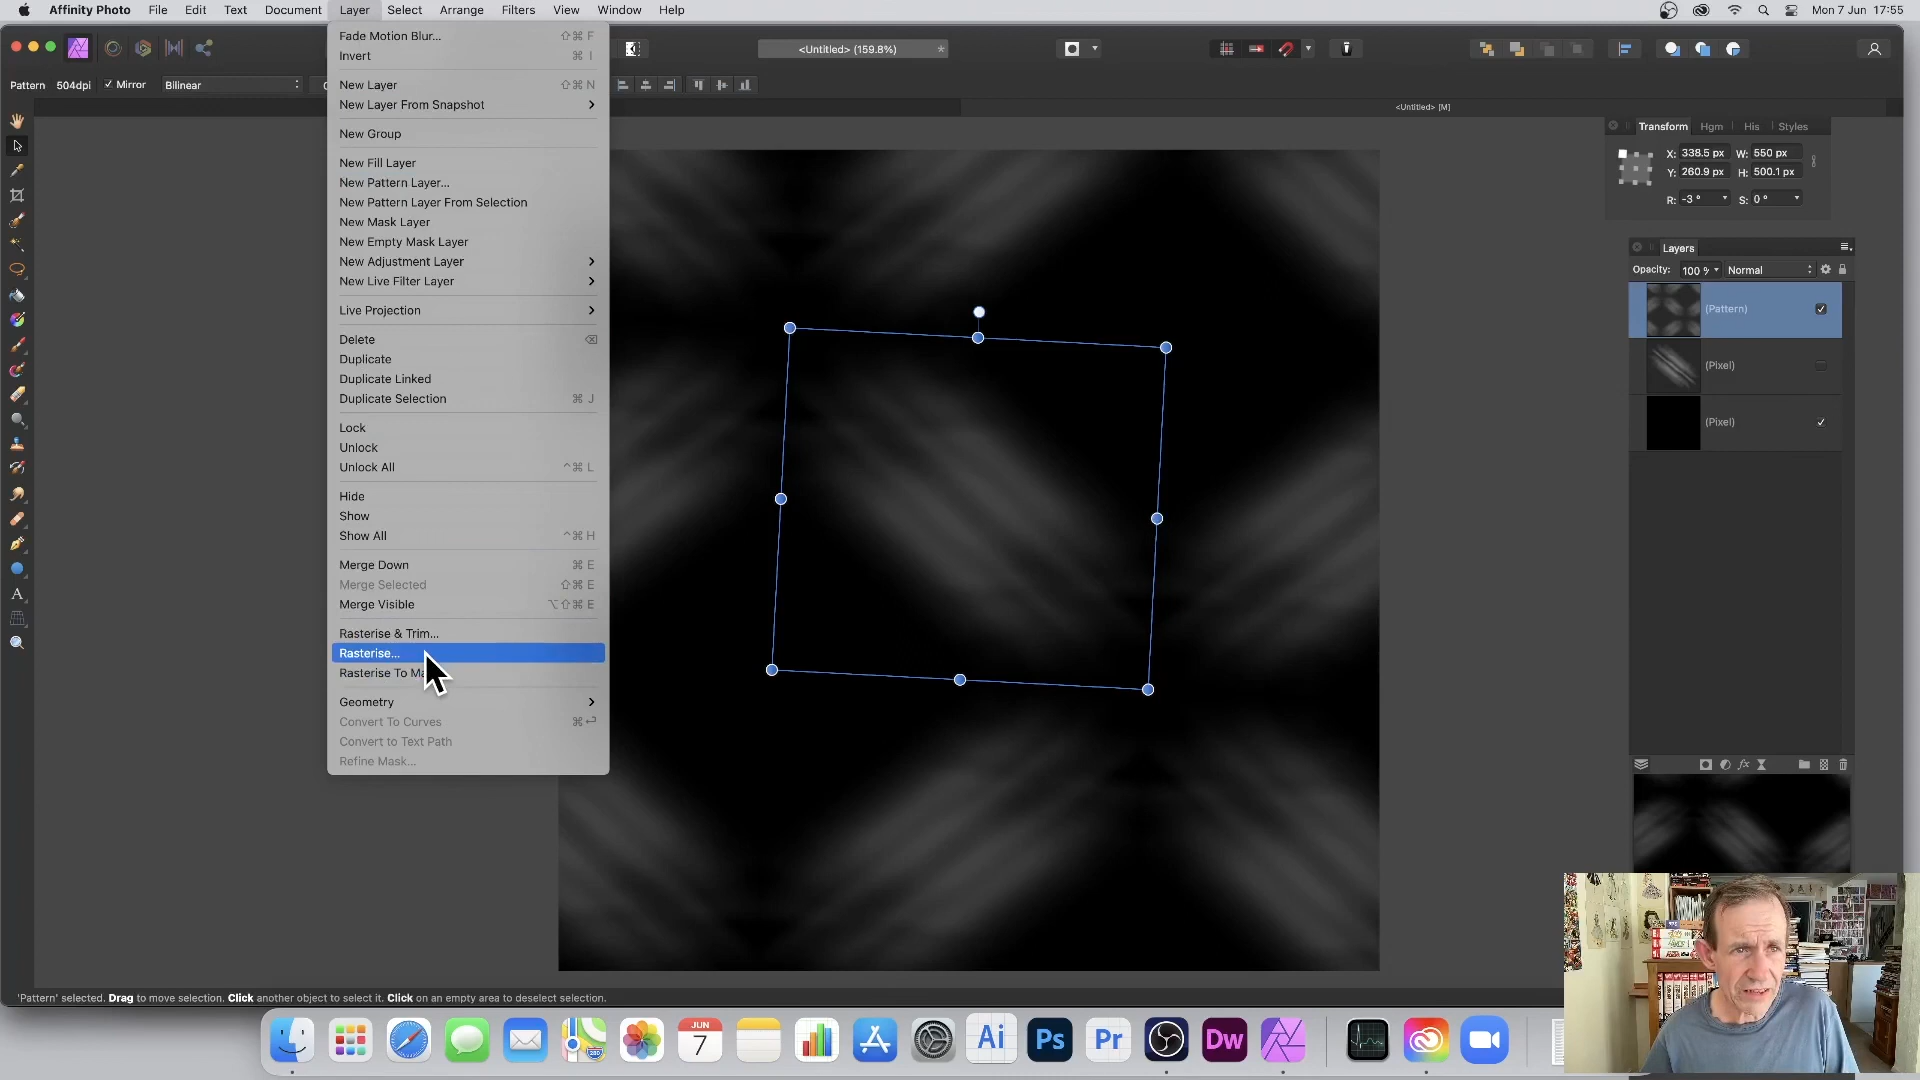 Affinity Photo File Edit Text Document Layer Select Arrange Filters View Window Help Mon 7 Jun 17:55
<Untitled> (159.8%) *
Pattern 504dpi Mirror Bilinear
<Untitled> [M]
Fade Motion Blur... ⇧⌘ F
Invert ⌘ I
New Layer ⇧⌘ N
New Layer From Snapshot
New Group
New Fill Layer
New Pattern Layer...
New Pattern Layer From Selection
New Mask Layer
New Empty Mask Layer
New Adjustment Layer
New Live Filter Layer
Live Projection
Delete ⌫
Duplicate
Duplicate Linked
Duplicate Selection ⌘ J
Lock
Unlock
Unlock All ^⌘ L
Hide
Show
Show All ^⌘ H
Merge Down ⌘ E
Merge Selected ⇧⌘ E
Merge Visible ⌥⇧⌘ E
Rasterise & Trim...
Rasterise...
Rasterise To
Geometry
Convert To Curves ⌘⏎
Convert to Text Path
Refine Mask...
Transform Hgm His Styles
X: 338.5 px W: 550 px
Y: 260.9 px H: 500.1 px
R: -3 ° S: 0 °
Layers
Opacity: 100 % Normal
(Pattern)
(Pixel)
(Pixel)
'Pattern' selected. Drag to move selection. Click another object to select it. Click on an empty area to deselect selection.
JUN
7
280
Ai Ps Pr Dw